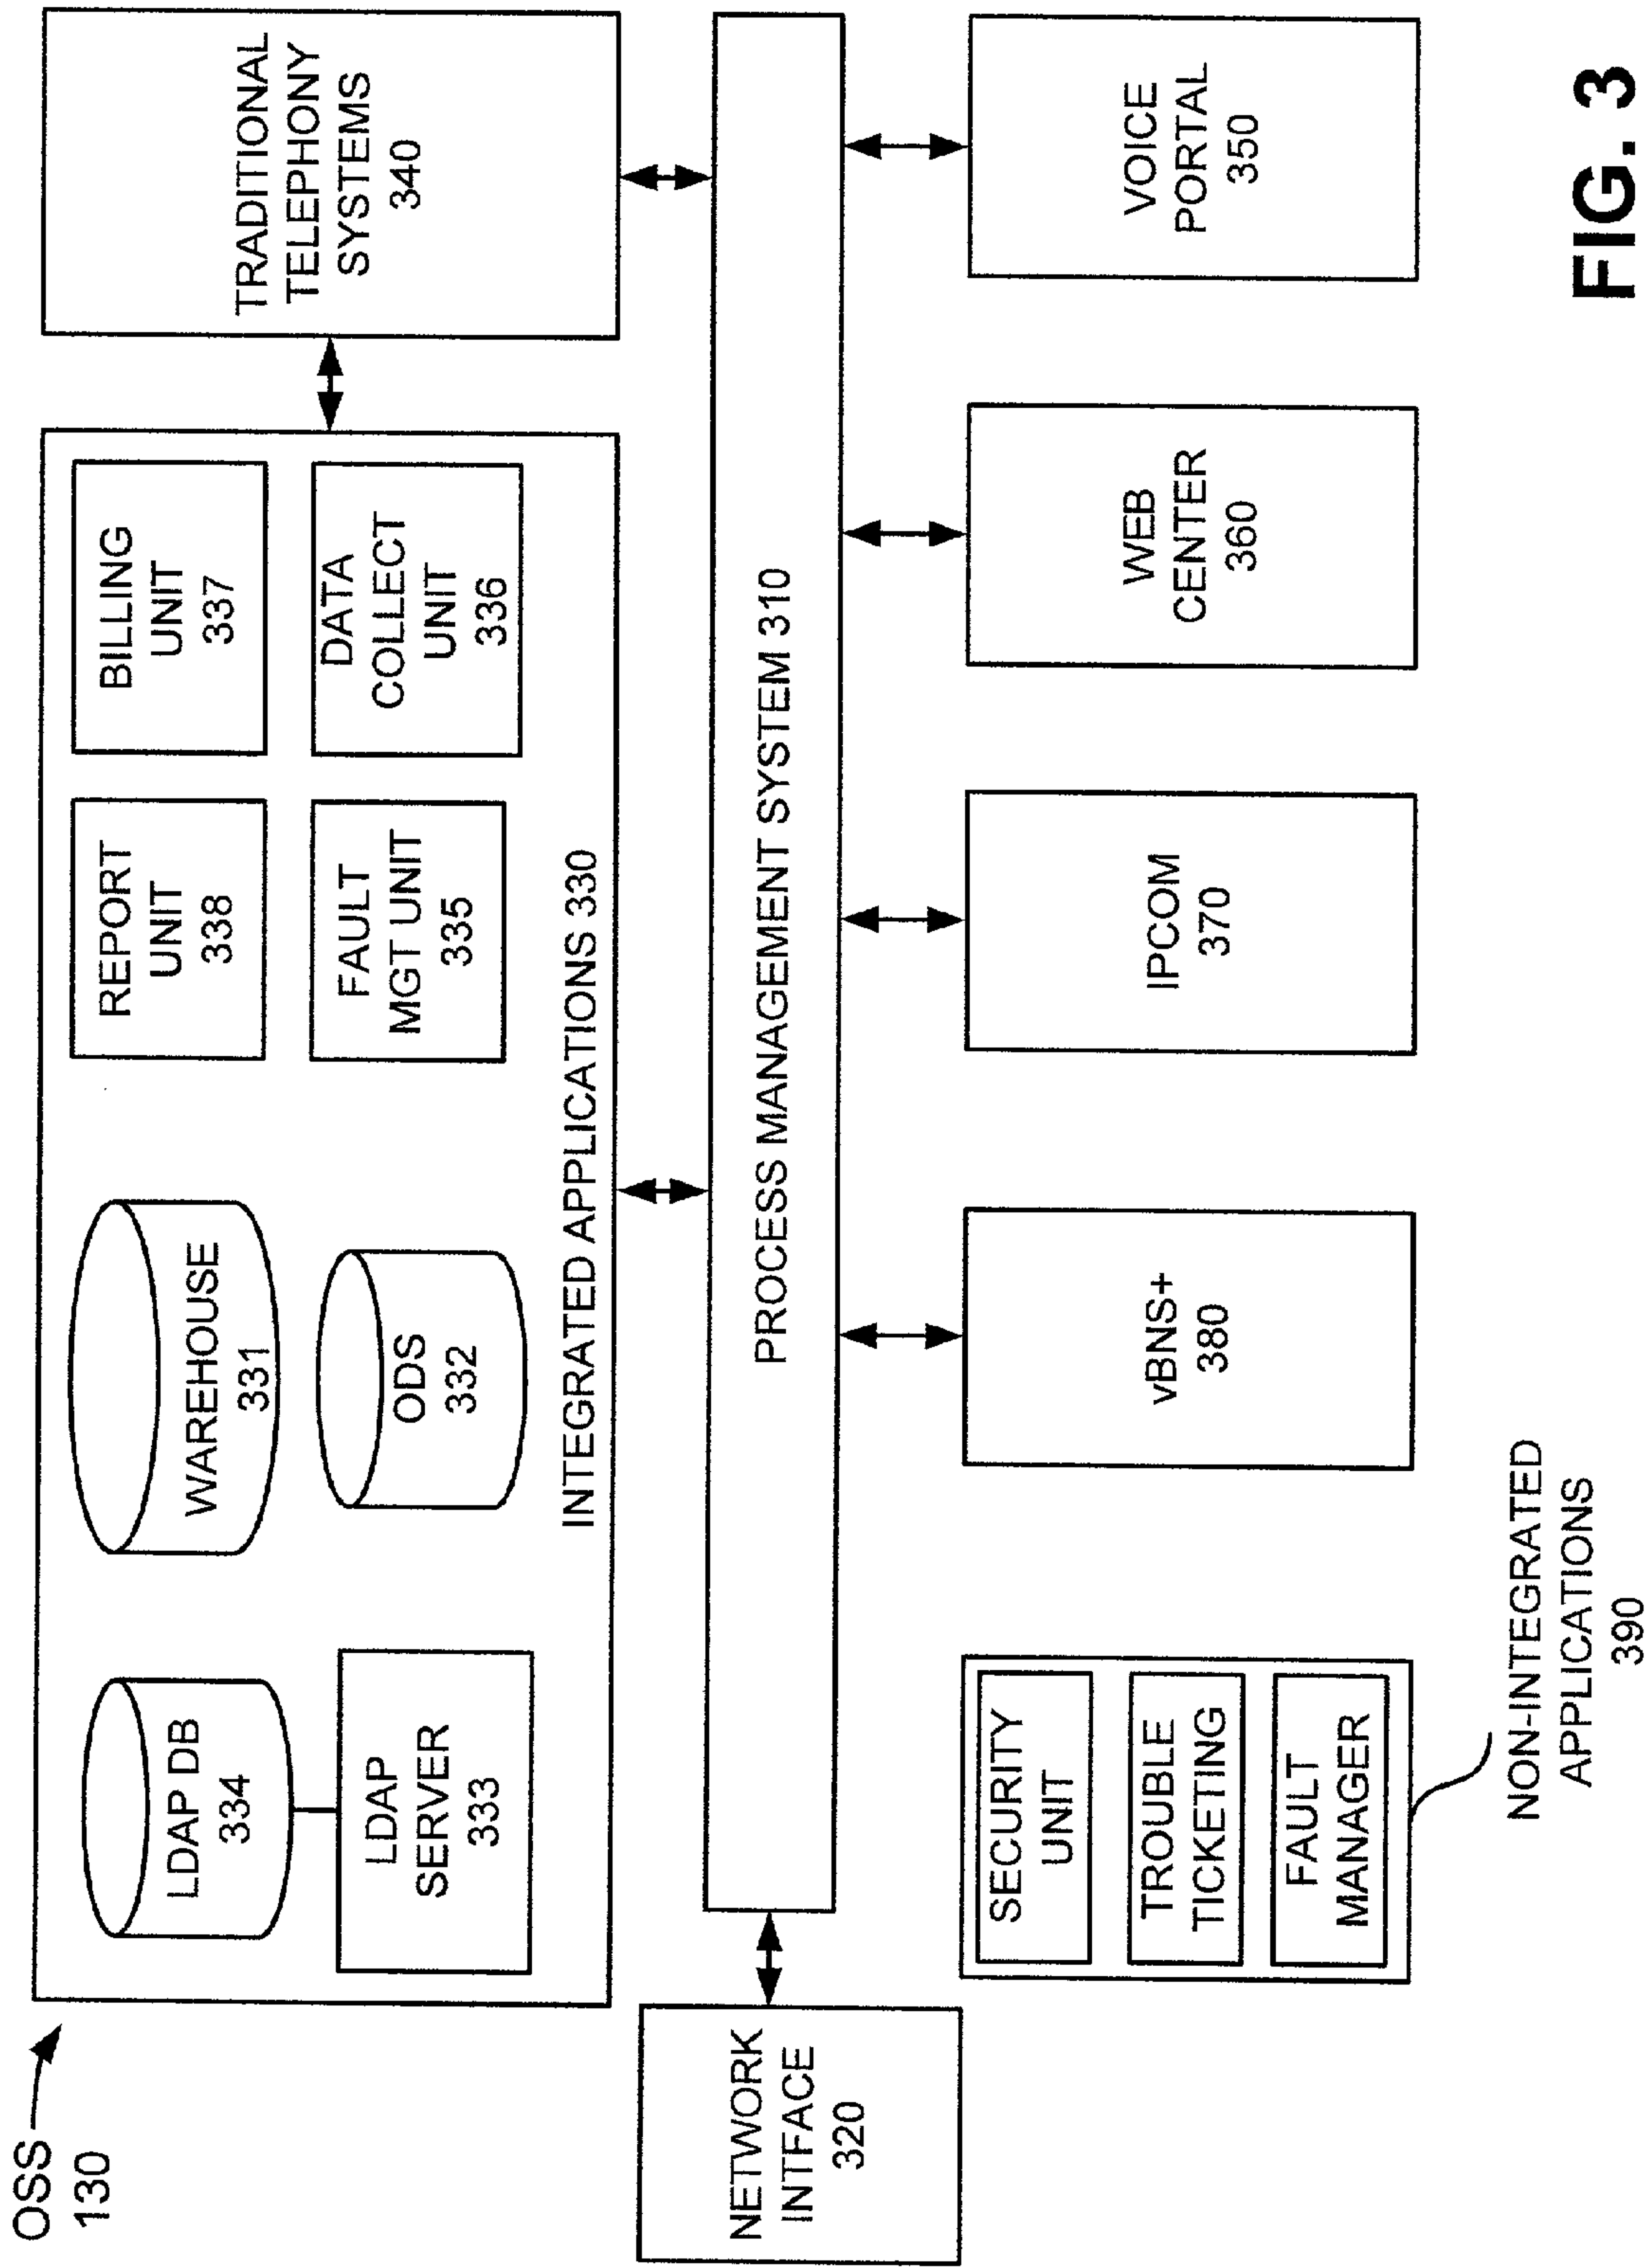 OSS
130
LDAP DB
334
LDAP
SERVER
333
WAREHOUSE
331
ODS
332
REPORT
UNIT
338
BILLING
UNIT
337
FAULT
MGT UNIT
335
DATA
COLLECT
UNIT
336
INTEGRATED APPLICATIONS 330
TRADITIONAL
TELEPHONY
SYSTEMS
340
NETWORK
INTFACE
320
PROCESS MANAGEMENT SYSTEM 310
SECURITY
UNIT
TROUBLE
TICKETING
FAULT
MANAGER
NON-INTEGRATED
APPLICATIONS
390
vBNS+
380
IPCOM
370
WEB
CENTER
360
VOICE
PORTAL
350
FIG. 3